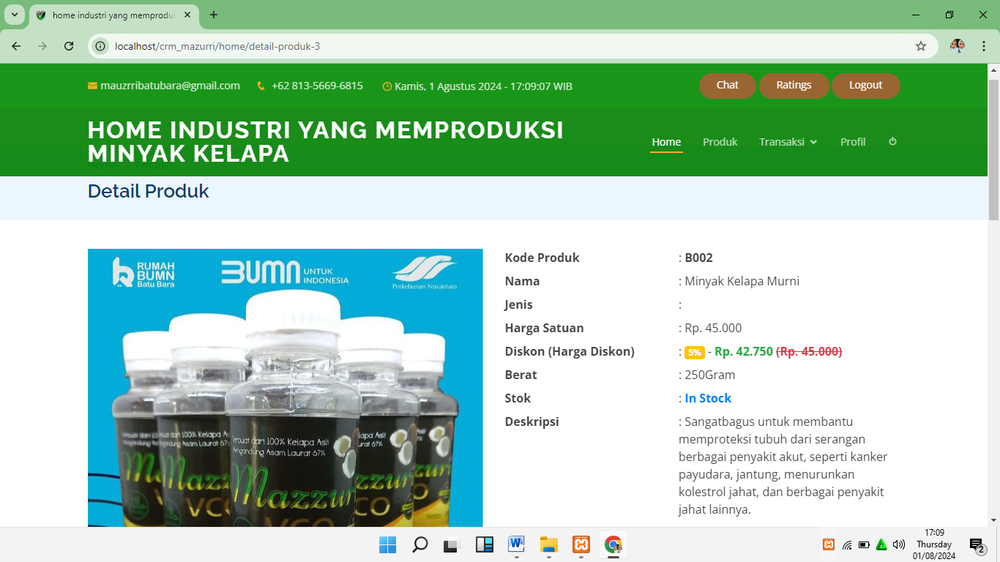 home industri yang memprodu
localhost/crm_mazurri/home/detail-produk-3
mauzrribatubara@gmail.com +62 813-5669-6815 Kamis, 1 Agustus 2024 - 17:09:07 WIB Chat Ratings Logout
HOME INDUSTRI YANG MEMPRODUKSI
MINYAK KELAPA
Home Produk Transaksi Profil
Home Produk
Detail Produk
RUMAH
BUMN
Batu Bara
BUMN UNTUK
INDONESIA
Perkebunan Nusantara
Terbuat dari 100% Kelapa Asli
Mengandung Asam Laurat 67%
Mazzuri
VCO
Kode Produk : B002
Nama : Minyak Kelapa Murni
Jenis :
Harga Satuan : Rp. 45.000
Diskon (Harga Diskon) : 5% - Rp. 42.750 (Rp. 45.000)
Berat : 250Gram
Stok : In Stock
Deskripsi : Sangatbagus untuk membantu
memproteksi tubuh dari serangan
berbagai penyakit akut, seperti kanker
payudara, jantung, menurunkan
kolestrol jahat, dan berbagai penyakit
jahat lainnya.
17:09
Thursday
01/08/2024
2